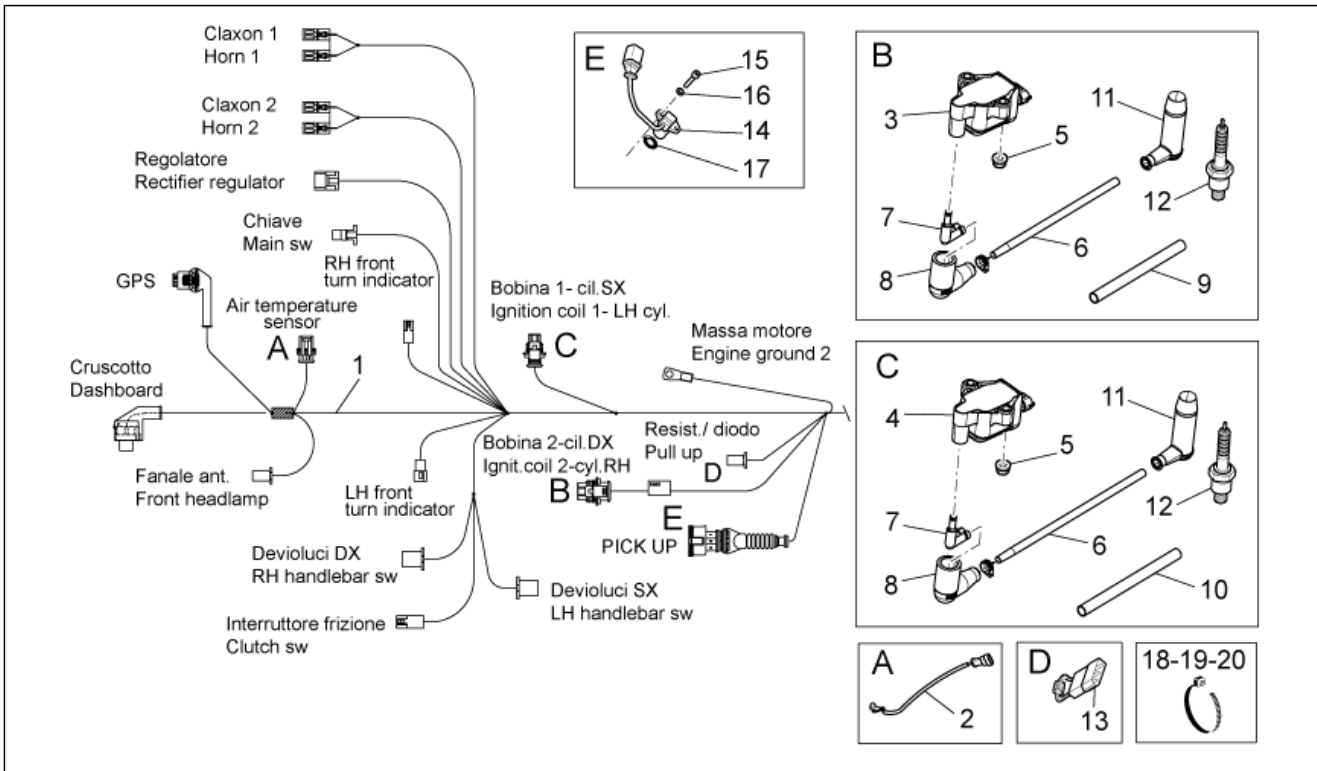 Claxon 1
Horn 1
Claxon 2
Horn 2
Regolatore
Rectifier regulator
Chiave
Main sw
RH front
turn indicator
GPS
Air temperature
sensor
A
Cruscotto
Dashboard
1
Fanale ant.
Front headlamp
LH front
turn indicator
Devioluci DX
RH handlebar sw
Interruttore frizione
Clutch sw
Devioluci SX
LH handlebar sw
Bobina 1- cil.SX
Ignition coil 1- LH cyl.
C
Massa motore
Engine ground 2
Bobina 2-cil.DX
Ignit.coil 2-cyl.RH
B
Resist./ diodo
Pull up
D
E
PICK UP
E
15
16
14
17
B
3
5
11
12
7
6
8
9
C
4
5
11
12
7
6
8
10
A
2
D
13
18-19-20